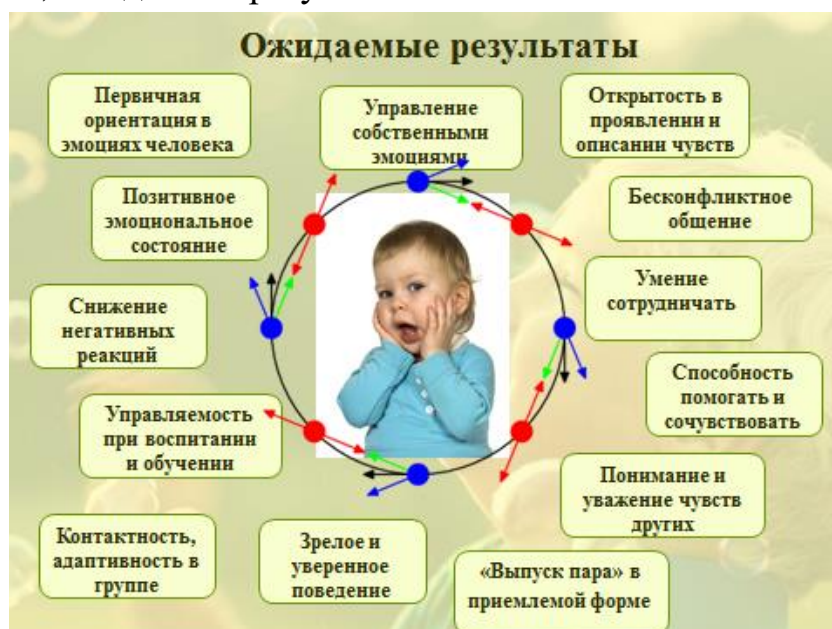 Ожидаемые результаты
Первичная
ориентация в
эмоциях человека
Управление
собственными
эмоциями
Открытость в
проявлении и
описании чувств
Позитивное
эмоциональное
состояние
Бесконфликтное
общение
Умение
сотрудничать
Снижение
негативных
реакций
Способность
помогать и
сочувствовать
Управляемость
при воспитании
и обучении
Понимание и
уважение чувств
других
Контактность,
адаптивность в
группе
Зрелое и
уверенное
поведение
«Выпуск пара» в
приемлемой форме